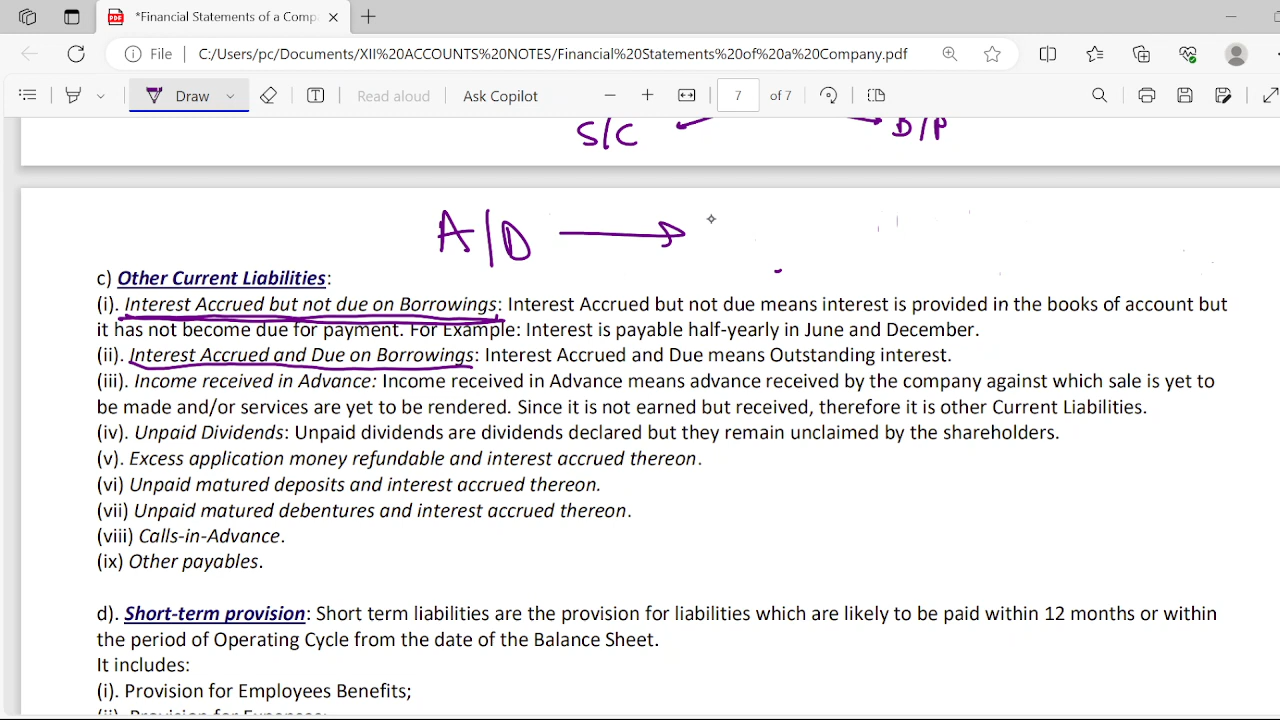 *Financial Statements of a Comp
File C:/Users/pc/Documents/XII%20ACCOUNTS%20NOTES/Financial%20Statements%20of%20a%20Company.pdf
Draw Read aloud Ask Copilot 7 of 7
S/C D/P
A/D
c) Other Current Liabilities:
(i). Interest Accrued but not due on Borrowings: Interest Accrued but not due means interest is provided in the books of account but
it has not become due for payment. For Example: Interest is payable half-yearly in June and December.
(ii). Interest Accrued and Due on Borrowings: Interest Accrued and Due means Outstanding interest.
(iii). Income received in Advance: Income received in Advance means advance received by the company against which sale is yet to
be made and/or services are yet to be rendered. Since it is not earned but received, therefore it is other Current Liabilities.
(iv). Unpaid Dividends: Unpaid dividends are dividends declared but they remain unclaimed by the shareholders.
(v). Excess application money refundable and interest accrued thereon.
(vi) Unpaid matured deposits and interest accrued thereon.
(vii) Unpaid matured debentures and interest accrued thereon.
(viii) Calls-in-Advance.
(ix) Other payables.
d). Short-term provision: Short term liabilities are the provision for liabilities which are likely to be paid within 12 months or within
the period of Operating Cycle from the date of the Balance Sheet.
It includes:
(i). Provision for Employees Benefits;
(ii). Provision for Expenses;